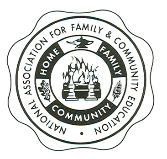 NATIONAL ASSOCIATION FOR FAMILY & COMMUNITY EDUCATION
HOME
FAMILY
COMMUNITY